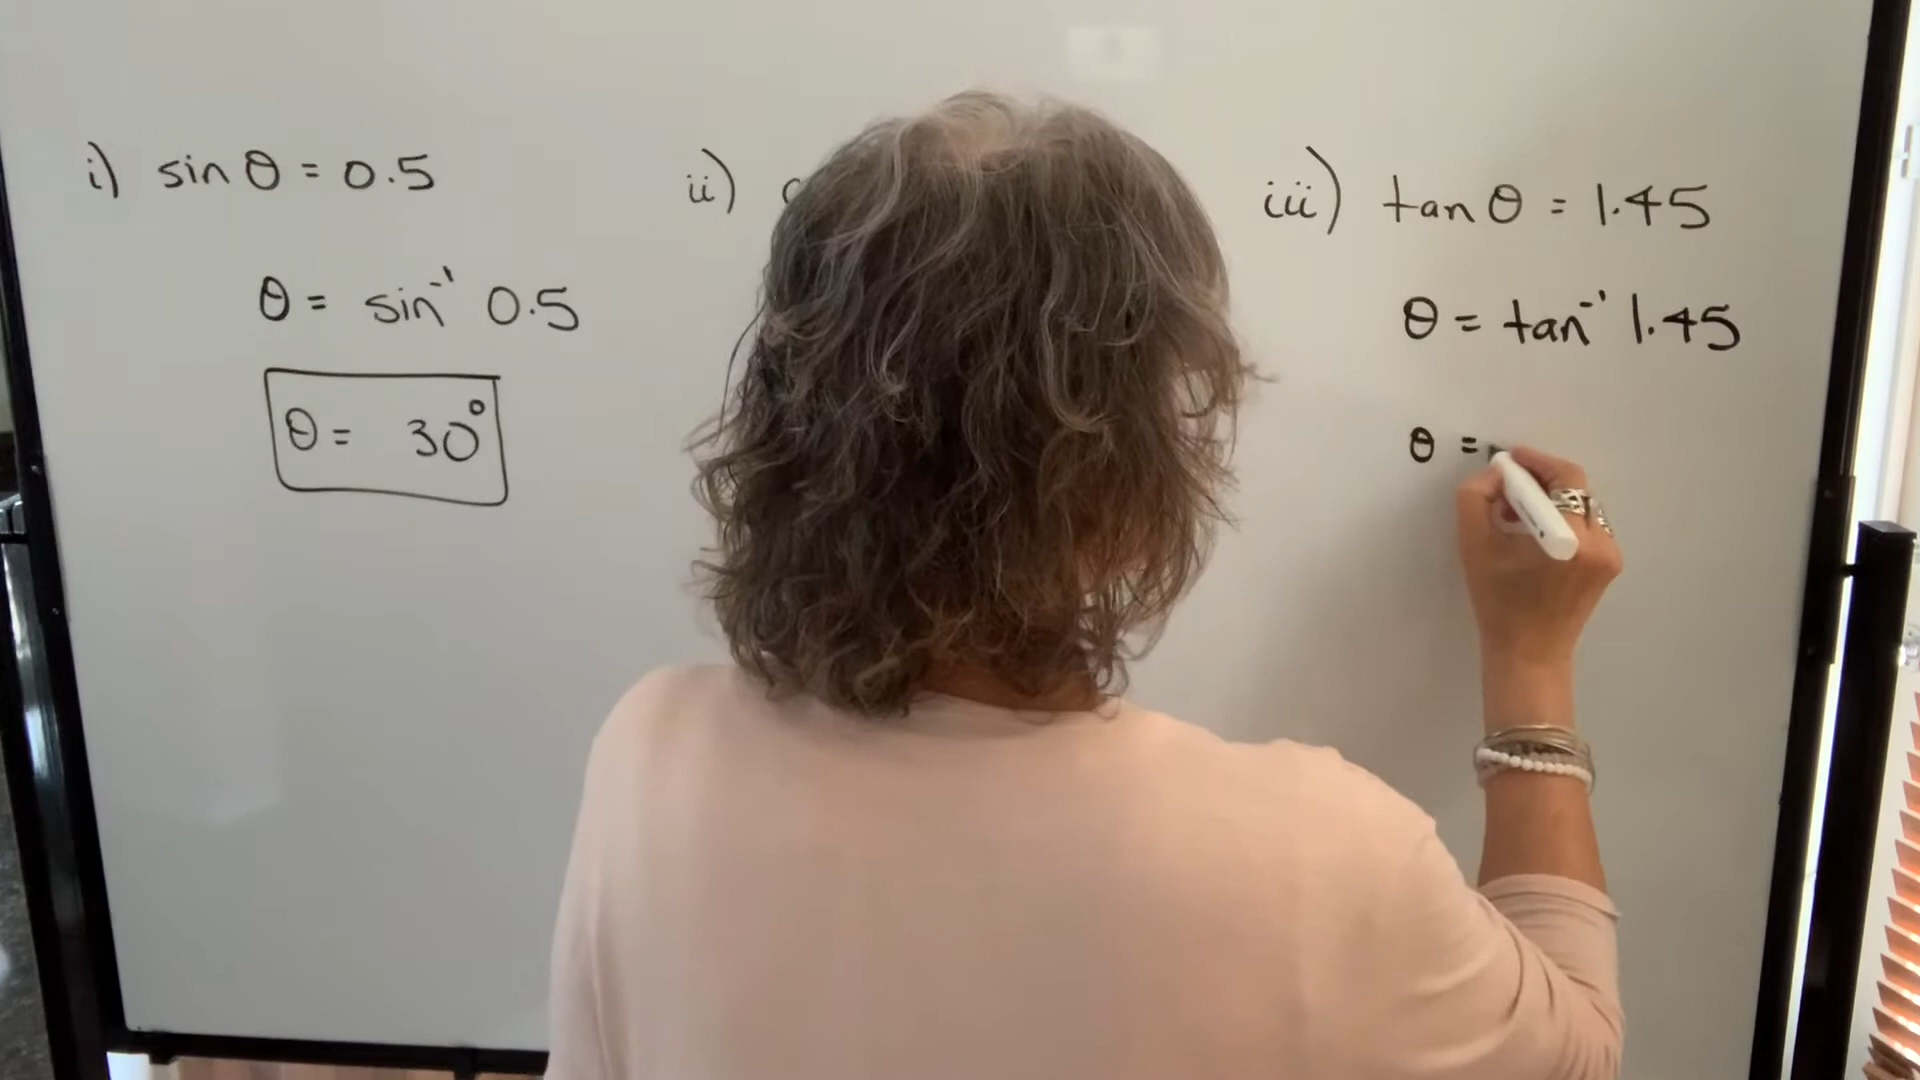 i) sin θ = 0.5
θ = sin⁻¹ 0.5
θ = 30°
ii)
iii) tan θ = 1.45
θ = tan⁻¹ 1.45
θ =